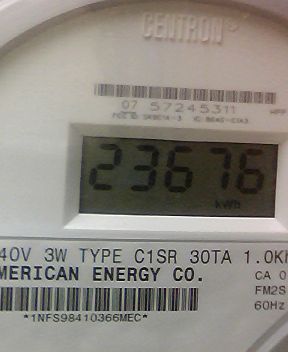 CENTRON®
07 57245311
23676
kWh
40V 3W TYPE C1SR 30TA 1.0Kh
MERICAN ENERGY CO.
CA 0
FM2S
60Hz
*1NFS98410366MEC*